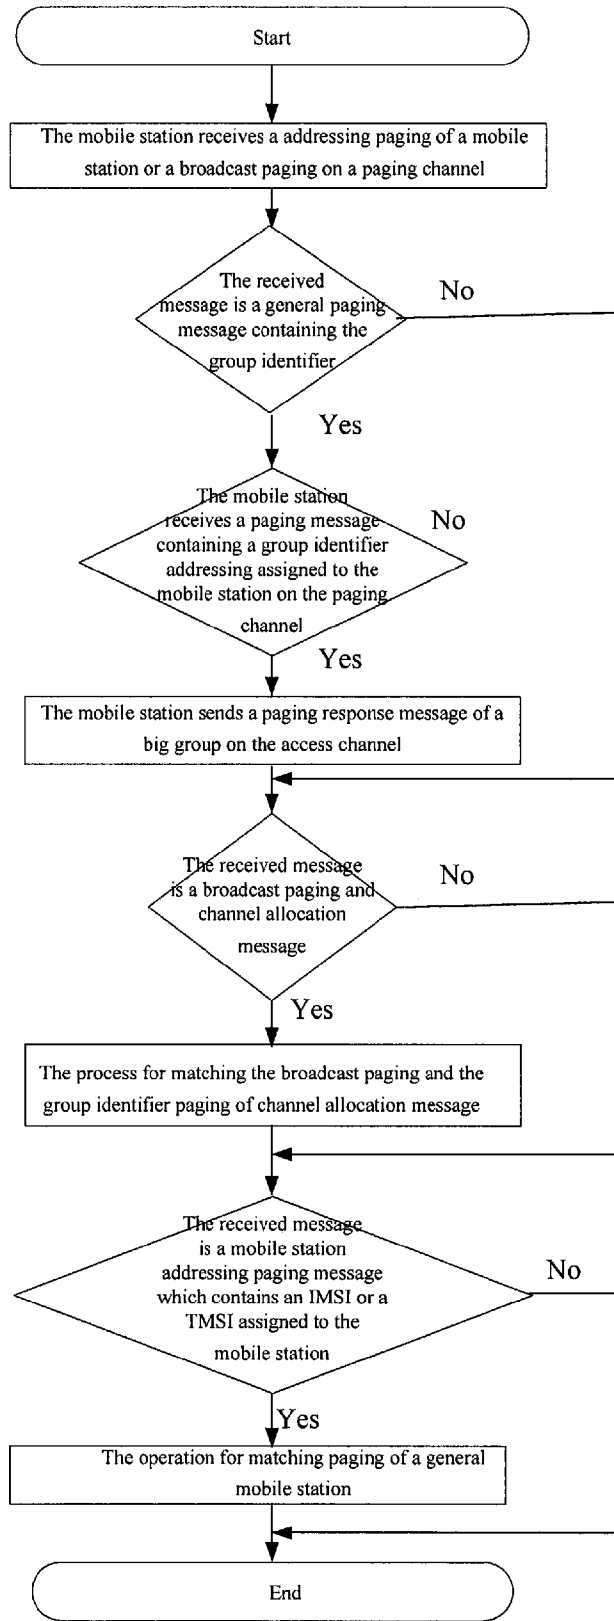 Start
The mobile station receives a addressing paging of a mobile
station or a broadcast paging on a paging channel
The received
message is a general paging
message containing the
group identifier
No
Yes
The mobile station
receives a paging message
containing a group identifier
addressing assigned to the
mobile station on the paging
channel
No
Yes
The mobile station sends a paging response message of a
big group on the access channel
The received message
is a broadcast paging and
channel allocation
message
No
Yes
The process for matching the broadcast paging and the
group identifier paging of channel allocation message
The received message
is a mobile station
addressing paging message
which contains an IMSI or a
TMSI assigned to the
mobile station
No
Yes
The operation for matching paging of a general
mobile station
End